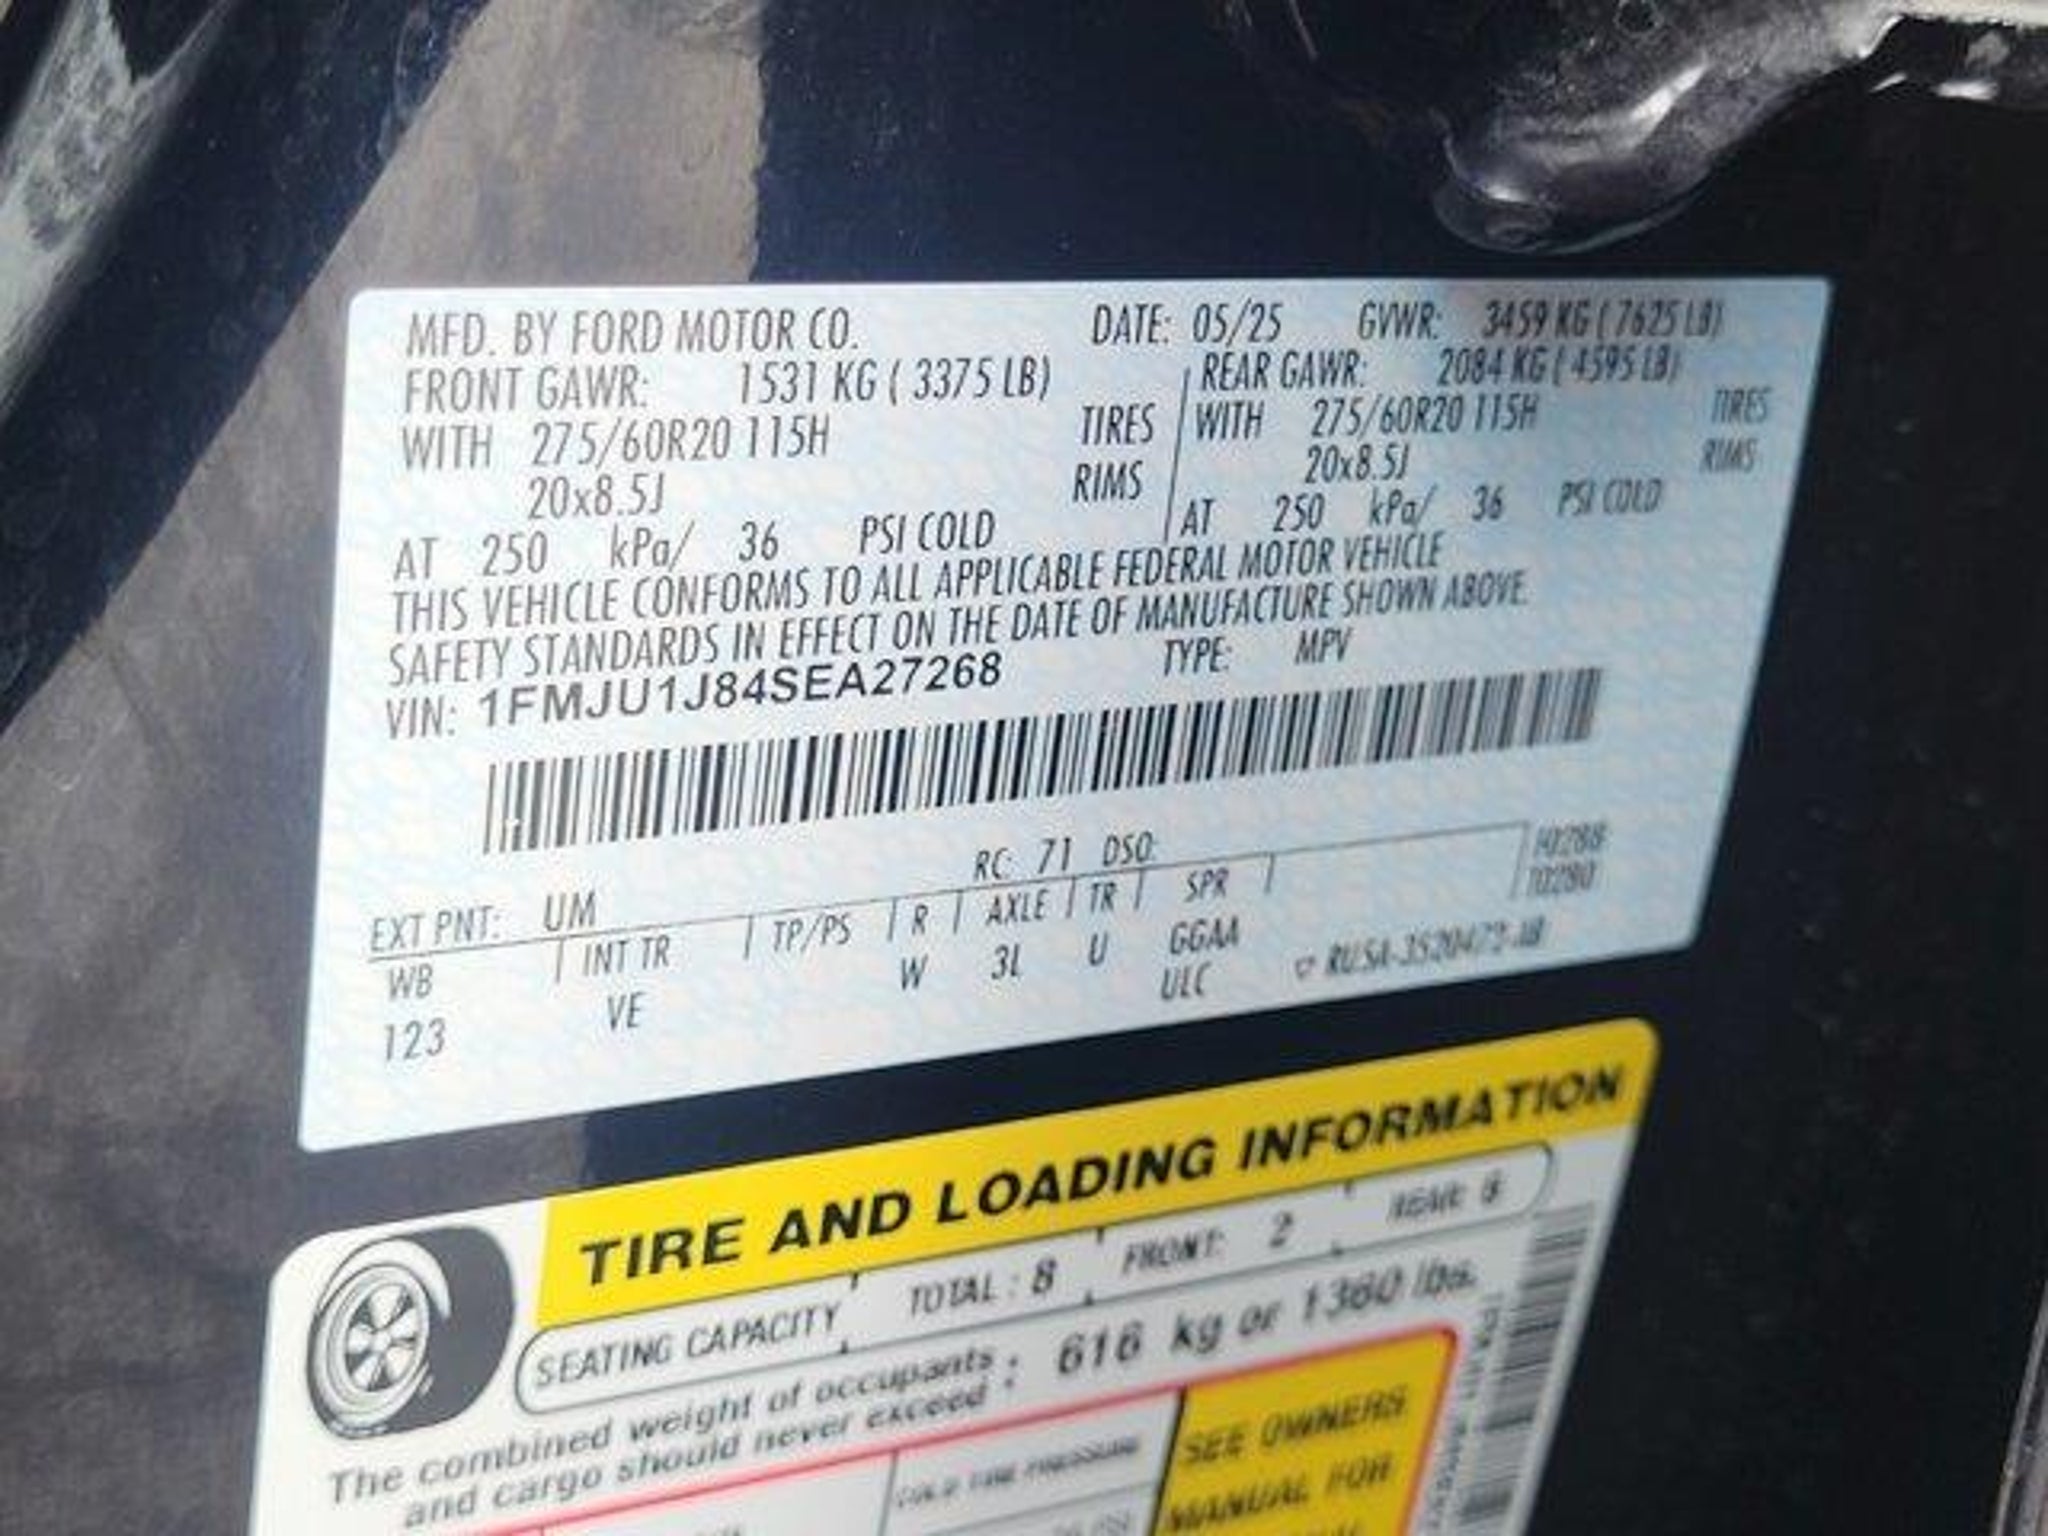 MFD. BY FORD MOTOR CO. DATE: 05/25 GVWR: 3459 KG ( 7625 LB)
FRONT GAWR: 1531 KG ( 3375 LB) REAR GAWR: 2084 KG ( 4595 LB)
WITH 275/60R20 115H TIRES WITH 275/60R20 115H TIRES
20x8.5J RIMS 20x8.5J RIMS
AT 250 kPa/ 36 PSI COLD AT 250 kPa/ 36 PSI COLD
THIS VEHICLE CONFORMS TO ALL APPLICABLE FEDERAL MOTOR VEHICLE
SAFETY STANDARDS IN EFFECT ON THE DATE OF MANUFACTURE SHOWN ABOVE.
VIN: 1FMJU1J84SEA27268 TYPE: MPV
EXT PNT: UM RC: 71 DSO:
WB INT TR TP/PS R AXLE TR SPR
123 VE W 3L U GGAA
ULC
TIRE AND LOADING INFORMATION
SEATING CAPACITY TOTAL : 8 FRONT: 2 REAR: 6
The combined weight of occupants
and cargo should never exceed : 616 kg or 1360 lbs.
COLD TIRE PRESSURE
SEE OWNERS
MANUAL FOR